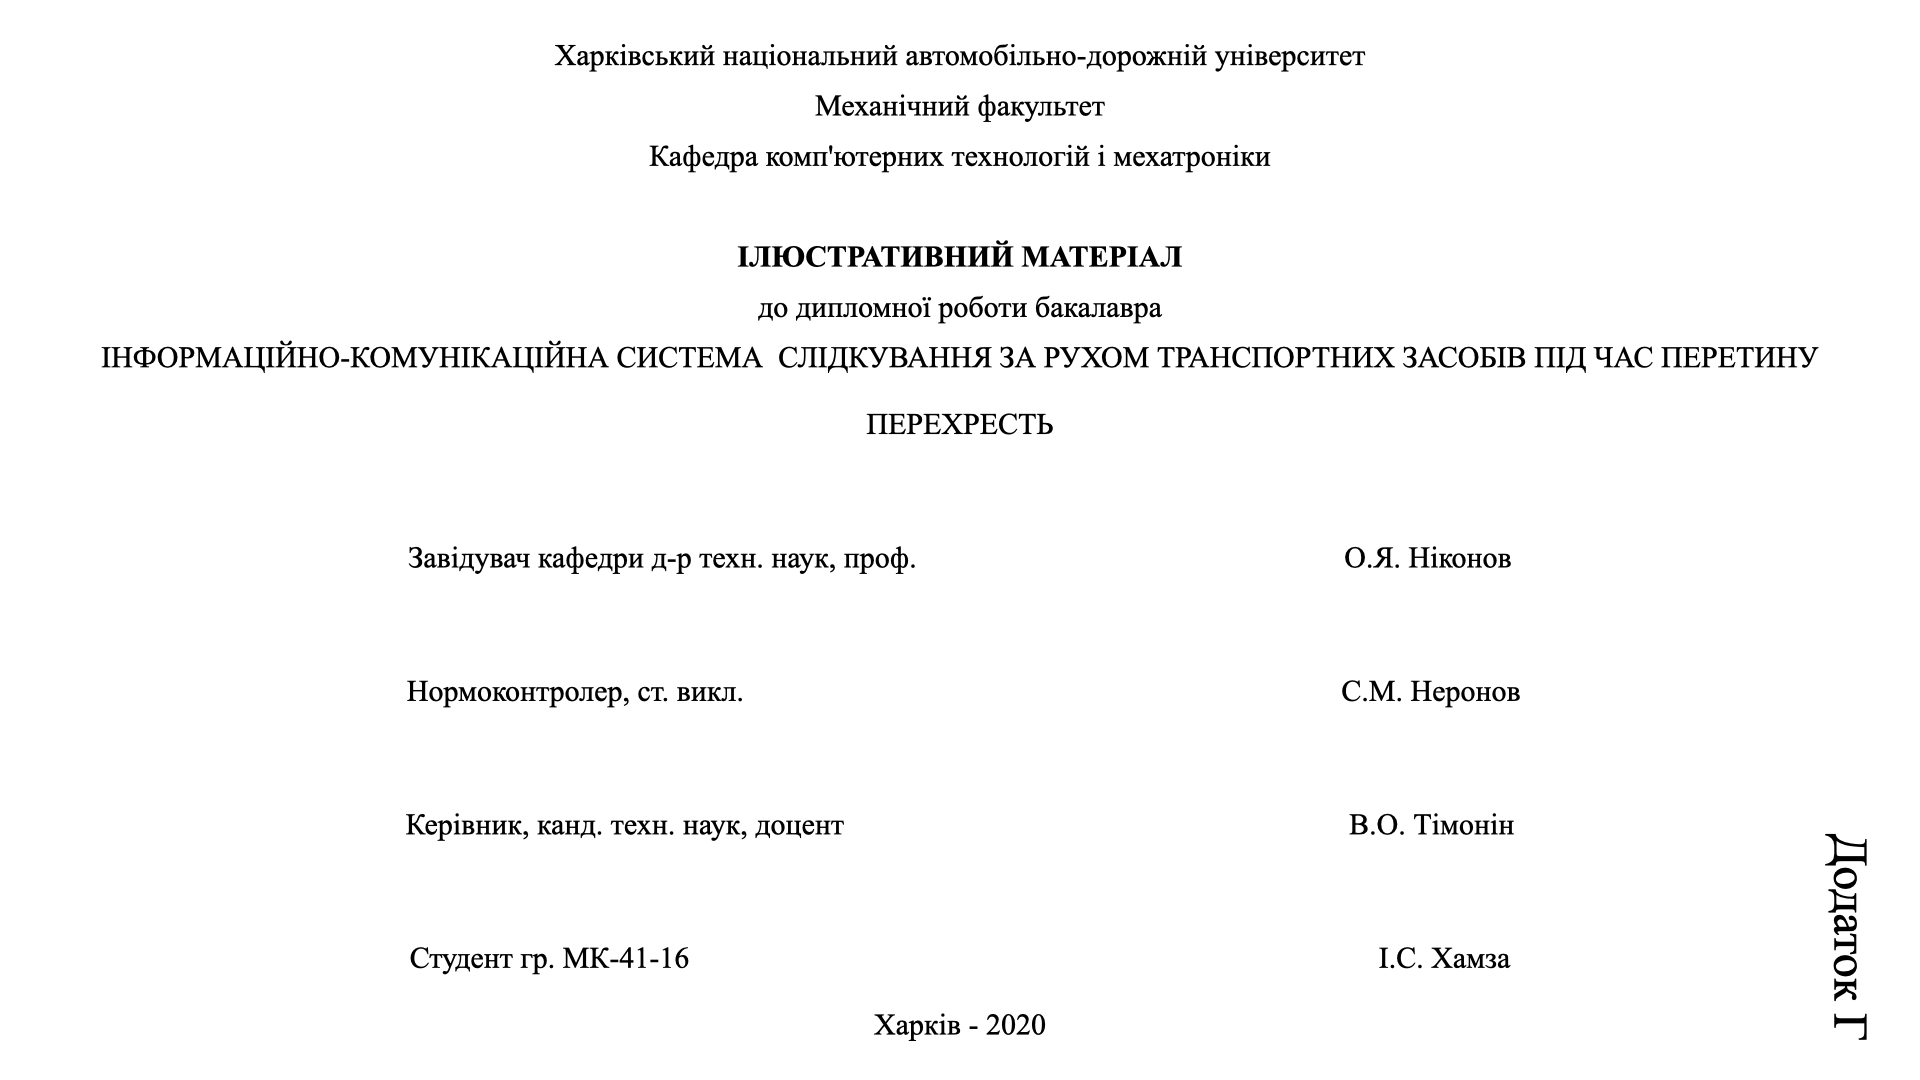 Харківський національний автомобільно-дорожній університет
Механічний факультет
Кафедра комп'ютерних технологій і мехатроніки
ІЛЮСТРАТИВНИЙ МАТЕРІАЛ
до дипломної роботи бакалавра
ІНФОРМАЦІЙНО-КОМУНІКАЦІЙНА СИСТЕМА  СЛІДКУВАННЯ ЗА РУХОМ ТРАНСПОРТНИХ ЗАСОБІВ ПІД ЧАС ПЕРЕТИНУ
ПЕРЕХРЕСТЬ
Завідувач кафедри д-р техн. наук, проф. О.Я. Ніконов
Нормоконтролер, ст. викл. С.М. Неронов
Керівник, канд. техн. наук, доцент В.О. Тімонін
Студент гр. МК-41-16 І.С. Хамза
Харків - 2020
Додаток Г